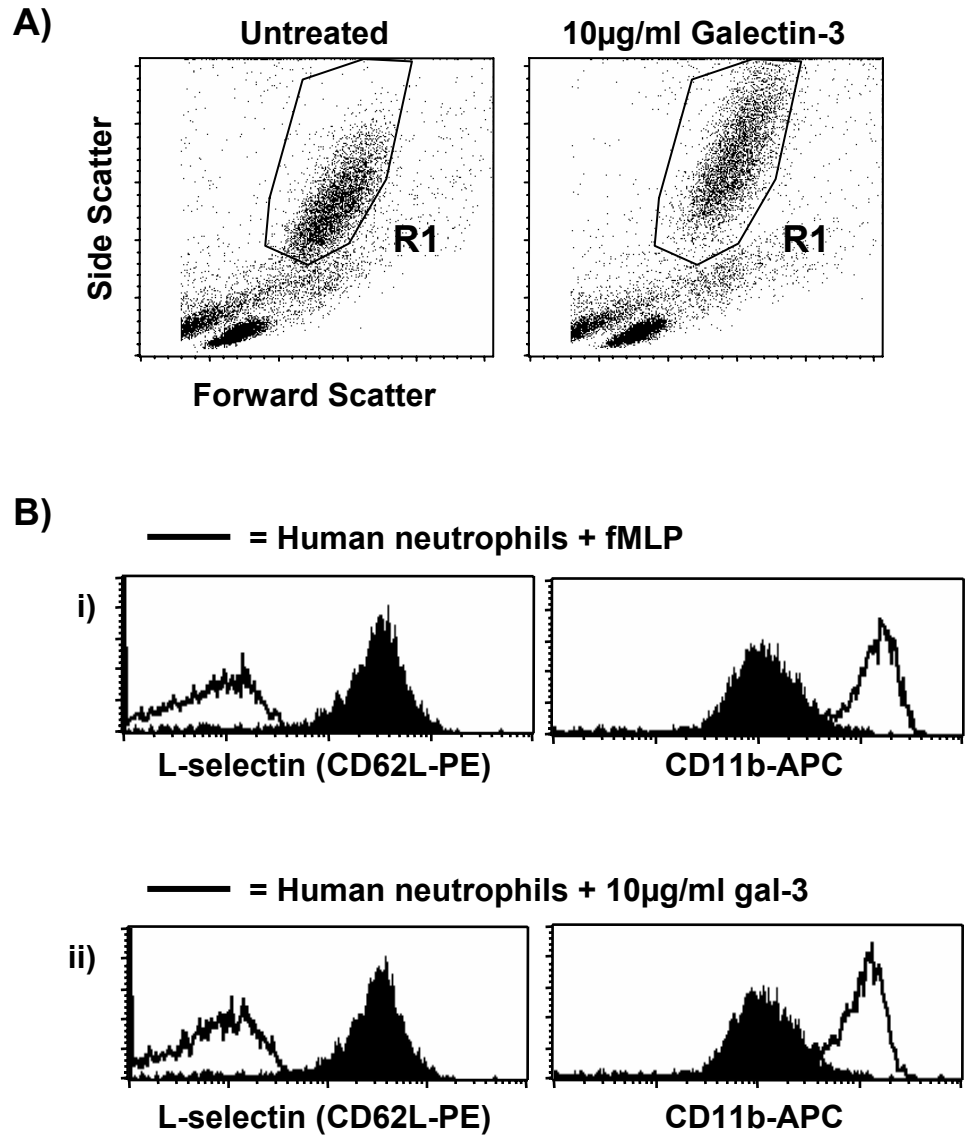 A)
Untreated
10µg/ml Galectin-3
Side Scatter
R1
R1
Forward Scatter
B)
= Human neutrophils + fMLP
i)
L-selectin (CD62L-PE)
CD11b-APC
= Human neutrophils + 10µg/ml gal-3
ii)
L-selectin (CD62L-PE)
CD11b-APC